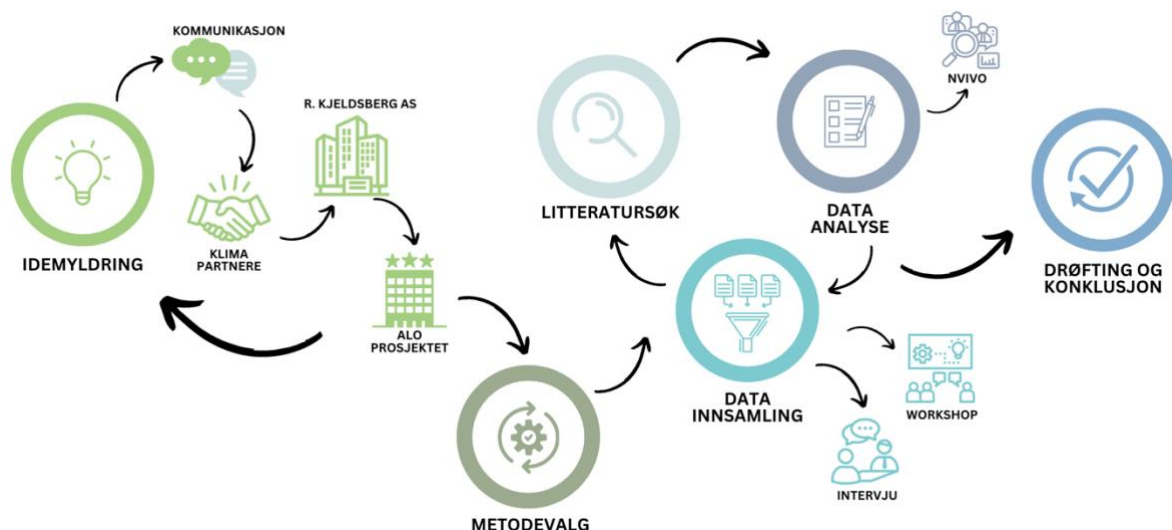 KOMMUNIKASJON
R. KJELDSBERG AS
IDEMYLDRING
KLIMA
PARTNERE
ALO
PROSJEKTET
METODEVALG
LITTERATURSØK
DATA
ANALYSE
NVIVO
DATA
INNSAMLING
WORKSHOP
INTERVJU
DRØFTING OG
KONKLUSJON